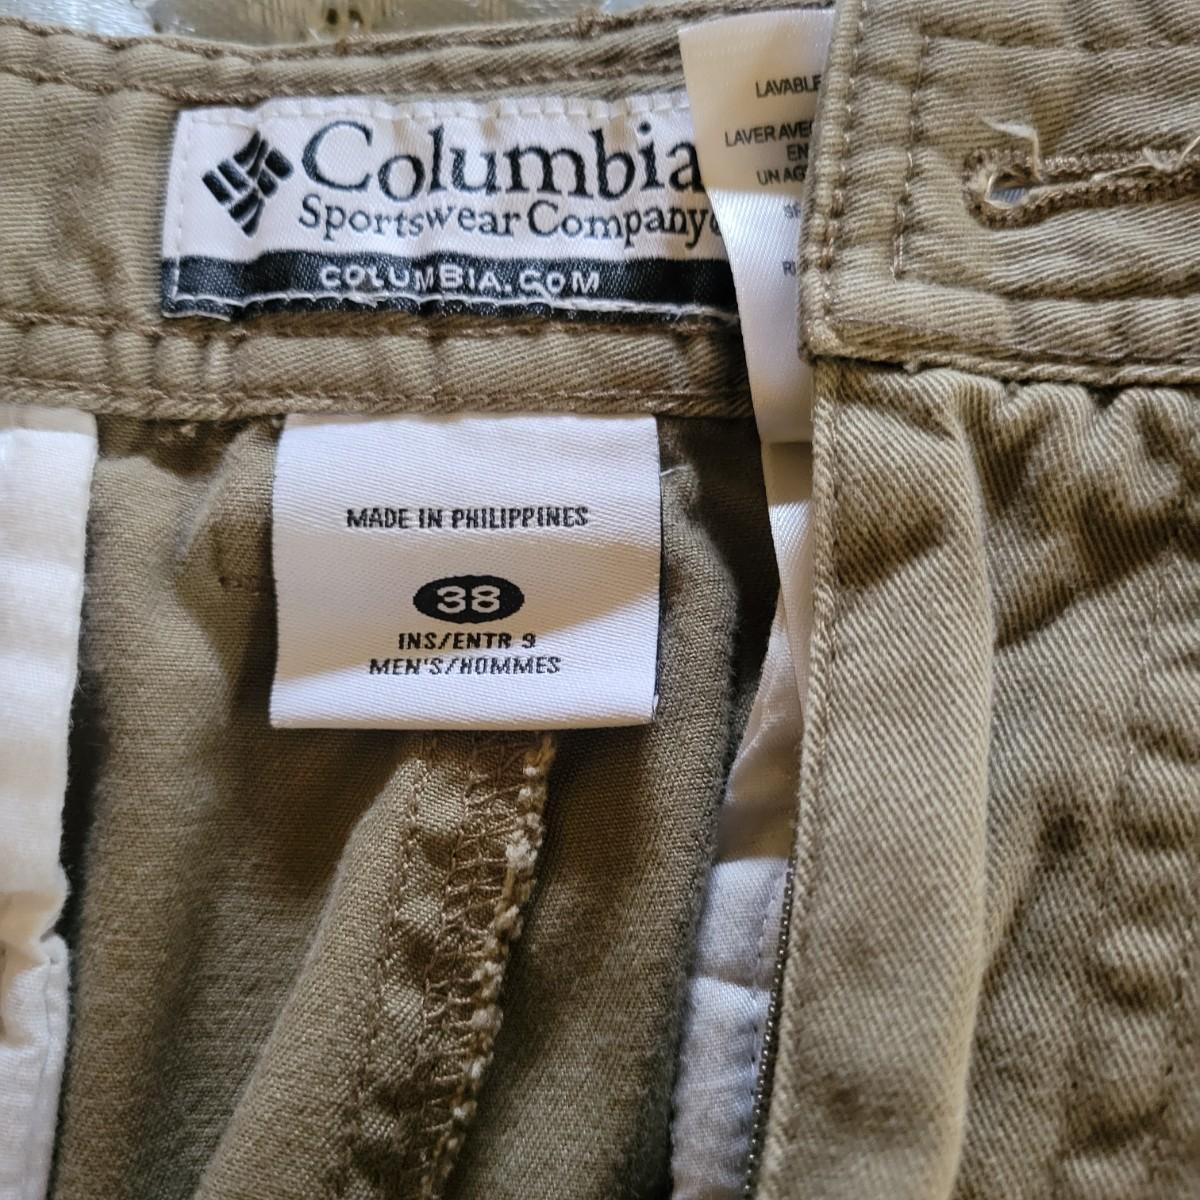 Columbia
Sportswear Company
COLUMBIA.COM
LAVABLE
LAVER AVEC
EN
UN AG
MADE IN PHILIPPINES
38
INS/ENTR 9
MEN'S/HOMMES